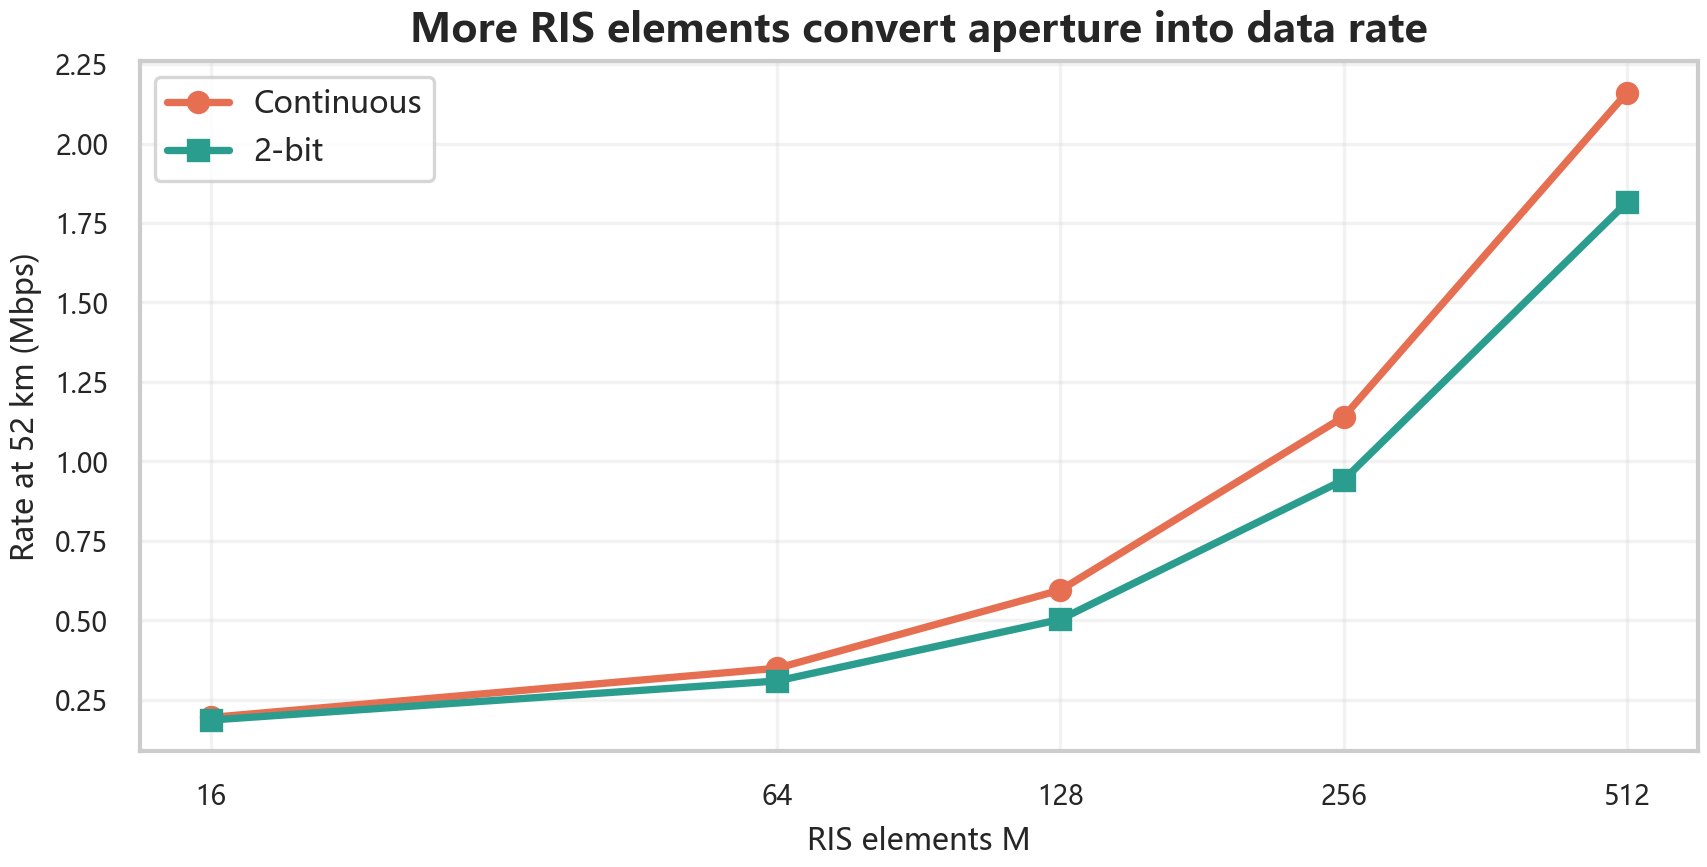 More RIS elements convert aperture into data rate
Continuous
2-bit
2.25
2.00
1.75
1.50
1.25
1.00
0.75
0.50
0.25
Rate at 52 km (Mbps)
16
64
128
256
512
RIS elements M